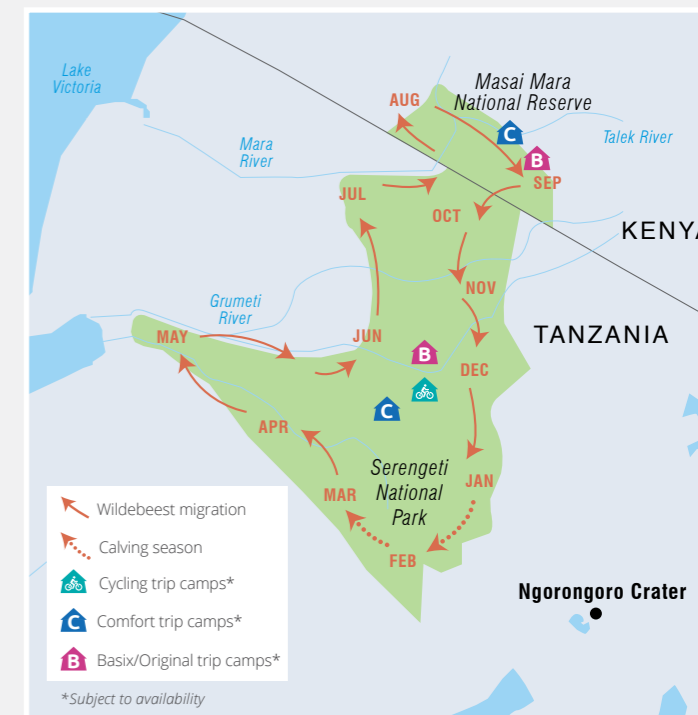 Lake
Victoria
Masai Mara
National Reserve
AUG
C
Talek River
Mara
River
B
SEP
JUL
OCT
KENYA
NOV
Grumeti
River
MAY
JUN
TANZANIA
B
DEC
C
APR
Serengeti
National
Park
JAN
MAR
FEB
Ngorongoro Crater
Wildebeest migration
Calving season
Cycling trip camps*
C Comfort trip camps*
B Basix/Original trip camps*
*Subject to availability